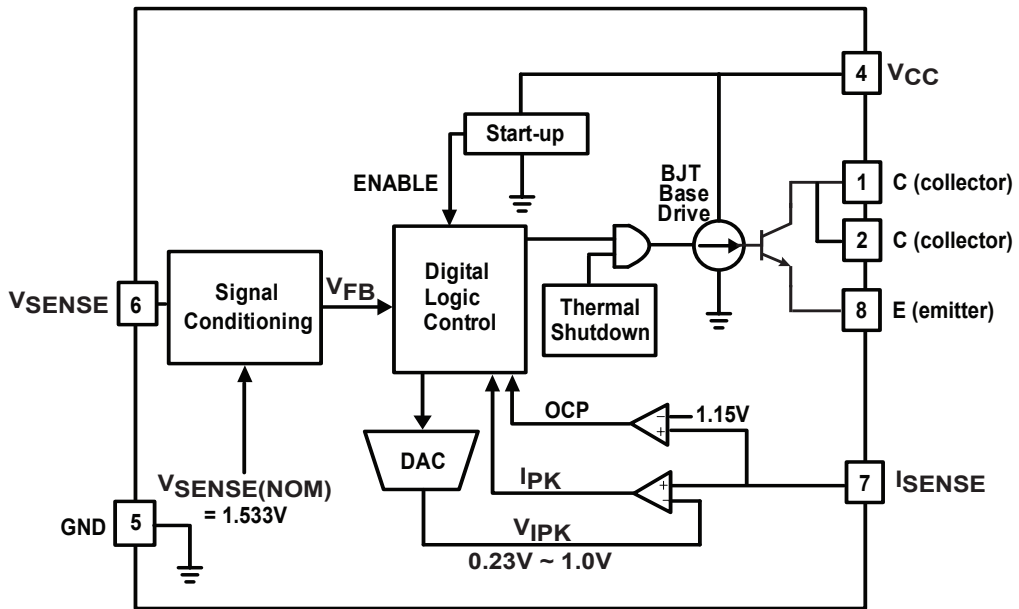 4 VCC
Start-up
ENABLE
BJT
Base
Drive
1 C (collector)
2 C (collector)
8 E (emitter)
VSENSE 6
Signal
Conditioning
VFB
Digital
Logic
Control
Thermal
Shutdown
OCP
−
+
1.15V
DAC
IPK
+
−
7 ISENSE
VSENSE(NOM)
= 1.533V
GND 5
VIPK
0.23V ~ 1.0V